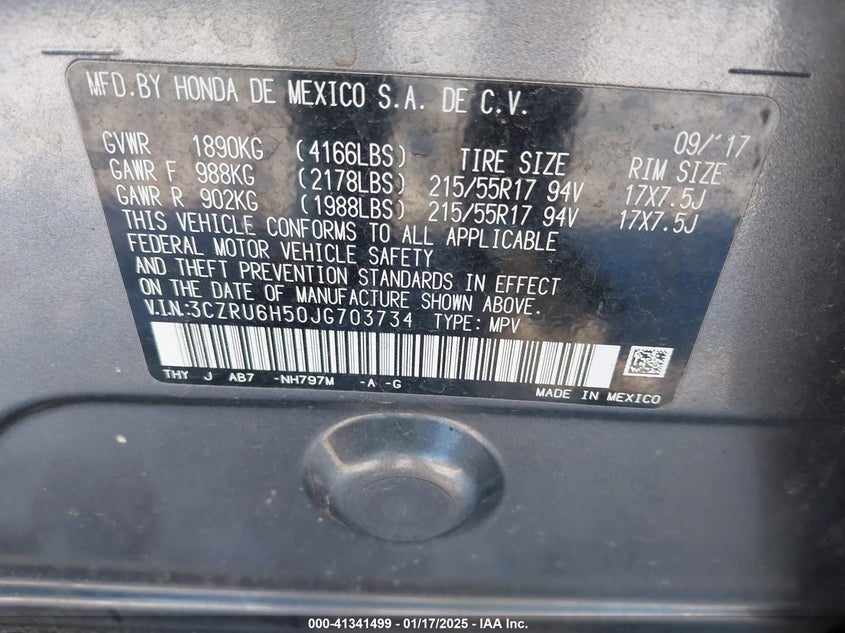 MFD.BY HONDA DE MEXICO S.A. DE C.V.
09/'17
GVWR 1890KG (4166LBS) TIRE SIZE RIM SIZE
GAWR F 988KG (2178LBS) 215/55R17 94V 17X7.5J
GAWR R 902KG (1988LBS) 215/55R17 94V 17X7.5J
THIS VEHICLE CONFORMS TO ALL APPLICABLE
FEDERAL MOTOR VEHICLE SAFETY
AND THEFT PREVENTION STANDARDS IN EFFECT
ON THE DATE OF MANUFACTURE SHOWN ABOVE.
V.I.N.:3CZRU6H50JG703734 TYPE: MPV
THY J AB7 -NH797M -A -G
MADE IN MEXICO
000-41341499 — 01/17/2025 — IAA Inc.